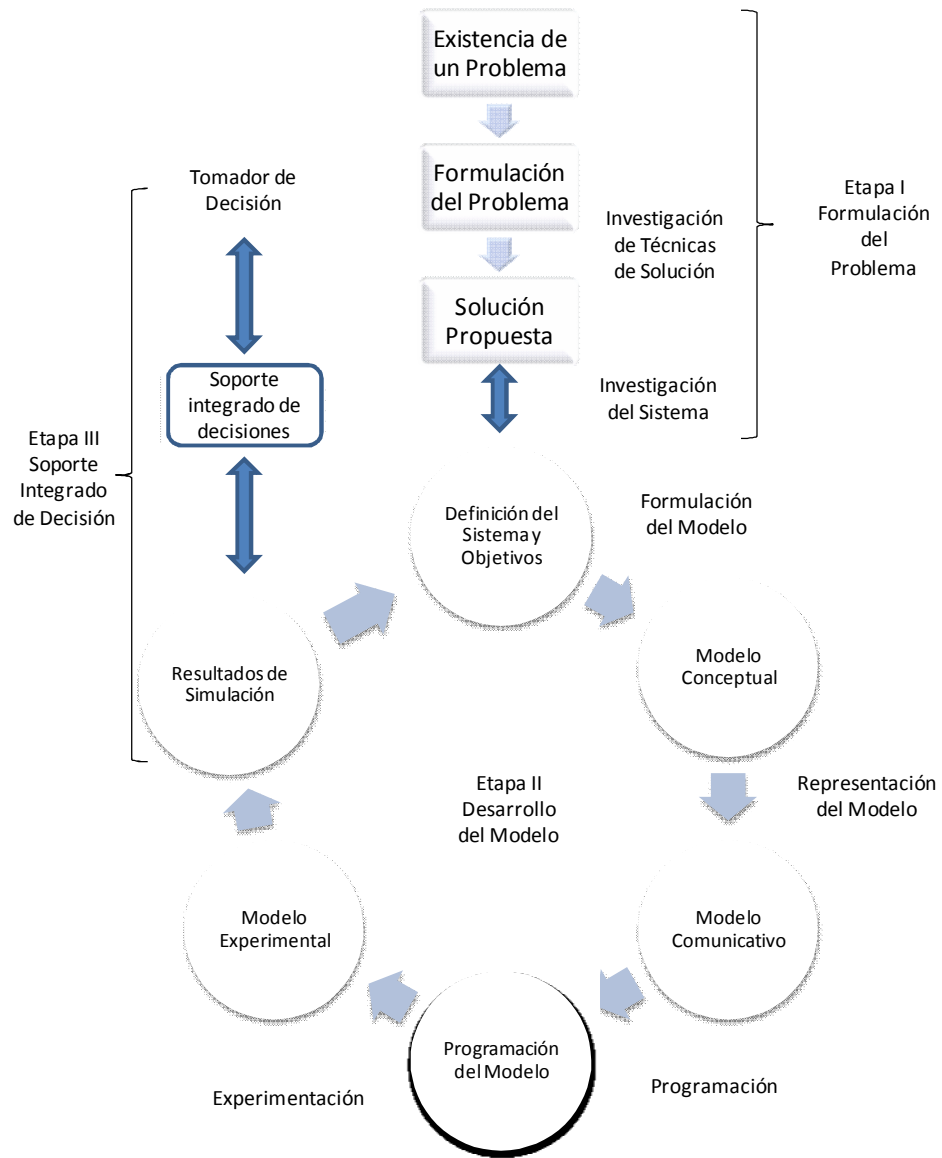 Existencia de
un Problema
Formulación
del Problema
Solución
Propuesta
Investigación
de Técnicas
de Solución
Investigación
del Sistema
Etapa I
Formulación
del
Problema
Tomador de
Decisión
Soporte
integrado de
decisiones
Etapa III
Soporte
Integrado
de Decisión
Definición del
Sistema y
Objetivos
Formulación
del Modelo
Modelo
Conceptual
Representación
del Modelo
Modelo
Comunicativo
Programación
Programación
del Modelo
Experimentación
Modelo
Experimental
Resultados de
Simulación
Etapa II
Desarrollo
del Modelo